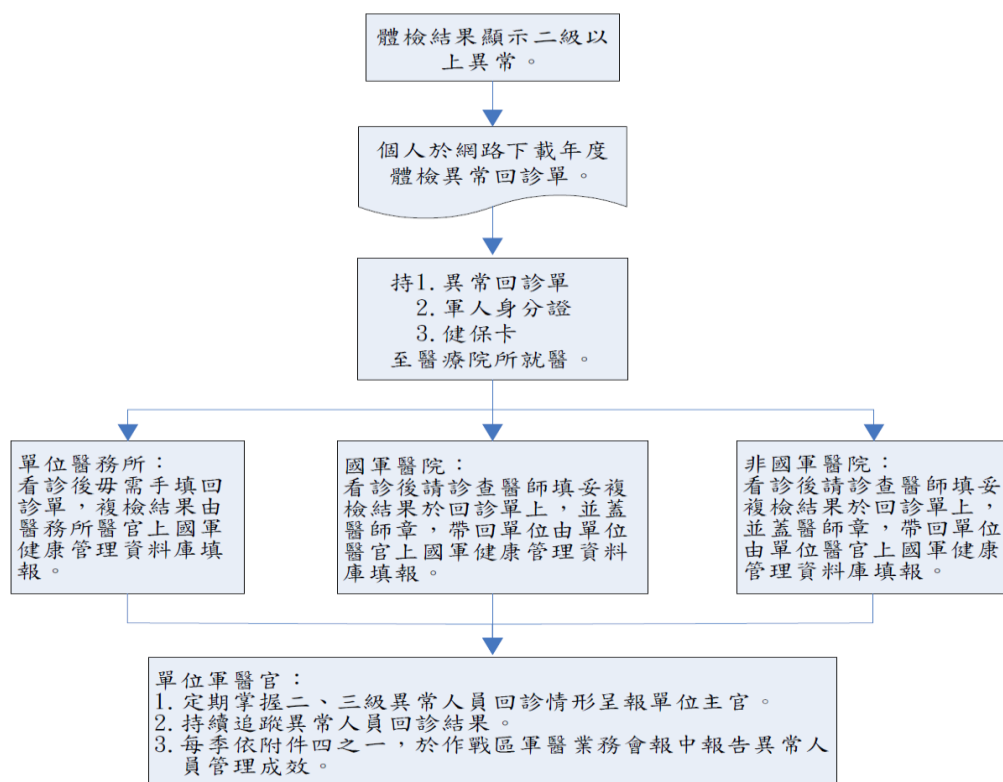 體檢結果顯示二級以
上異常。
個人於網路下載年度
體檢異常回診單。
持1.異常回診單
2.軍人身分證
3.健保卡
至醫療院所就醫。
單位醫務所：
看診後毋需手填回
診單，複檢結果由
醫務所醫官上國軍
健康管理資料庫填
報。
國軍醫院：
看診後請診查醫師填妥複
檢結果於回診單上，並蓋
醫師章，帶回單位由單位
醫官上國軍健康管理資料
庫填報。
非國軍醫院：
看診後請診查醫師填妥
複檢結果於回診單上，
並蓋醫師章，帶回單位
由單位醫官上國軍健康
管理資料庫填報。
單位軍醫官：
1.定期掌握二、三級異常人員回診情形呈報單位主官。
2.持續追蹤異常人員回診結果。
3.每季依附件四之一，於作戰區軍醫業務會報中報告異常人
員管理成效。